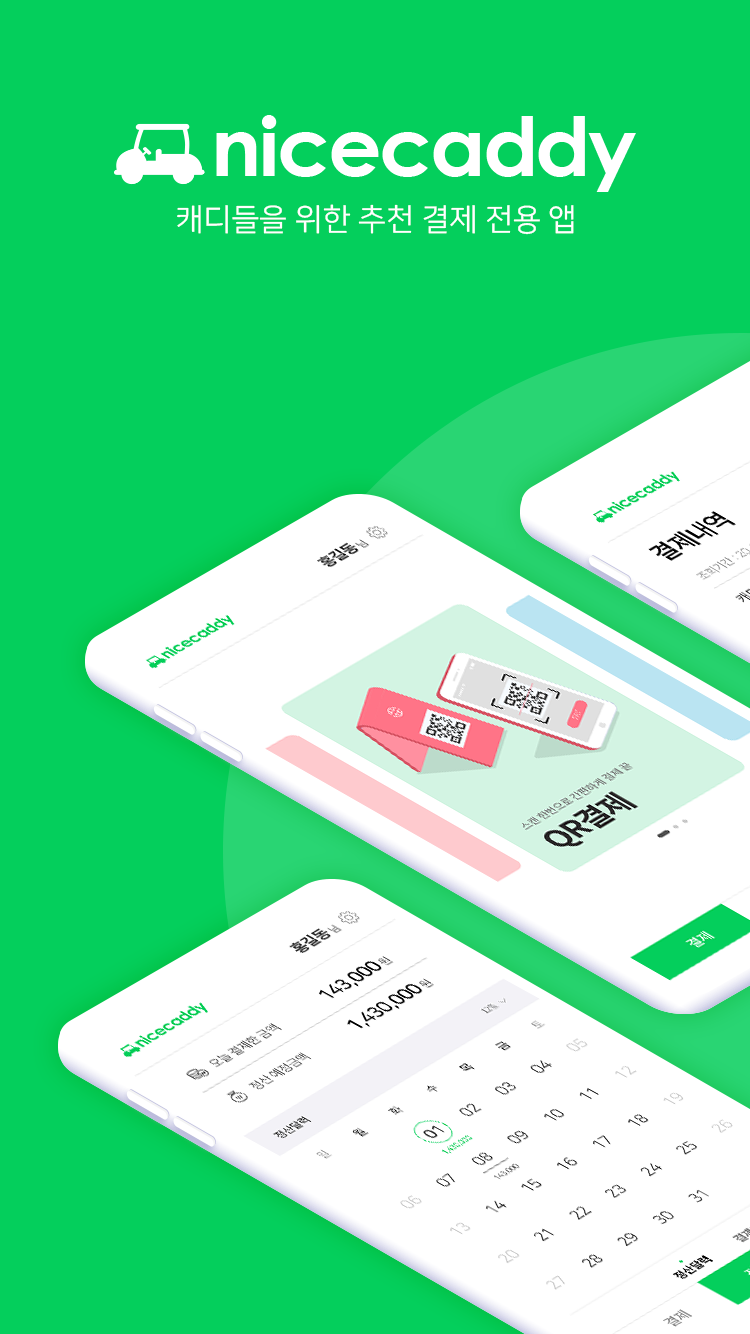 nicecaddy
캐디들을 위한 추천 결제 전용 앱
nicecaddy
결제내역
조회기간 : 20
홍길동 님
nicecaddy
스캔 한번으로 간편하게 결제 끝
QR결제
결제
홍길동 님
nicecaddy
오늘 결제한 금액 143,000 원
정산 예정금액 1,430,000 원
정산달력 12월
일 월 화 수 목 금 토
01 02 03 04 05
1,430,000
06 07 08 09 10 11 12
143,000
13 14 15 16 17 18 19
20 21 22 23 24 25 26
27 28 29 30 31
결제 정산달력